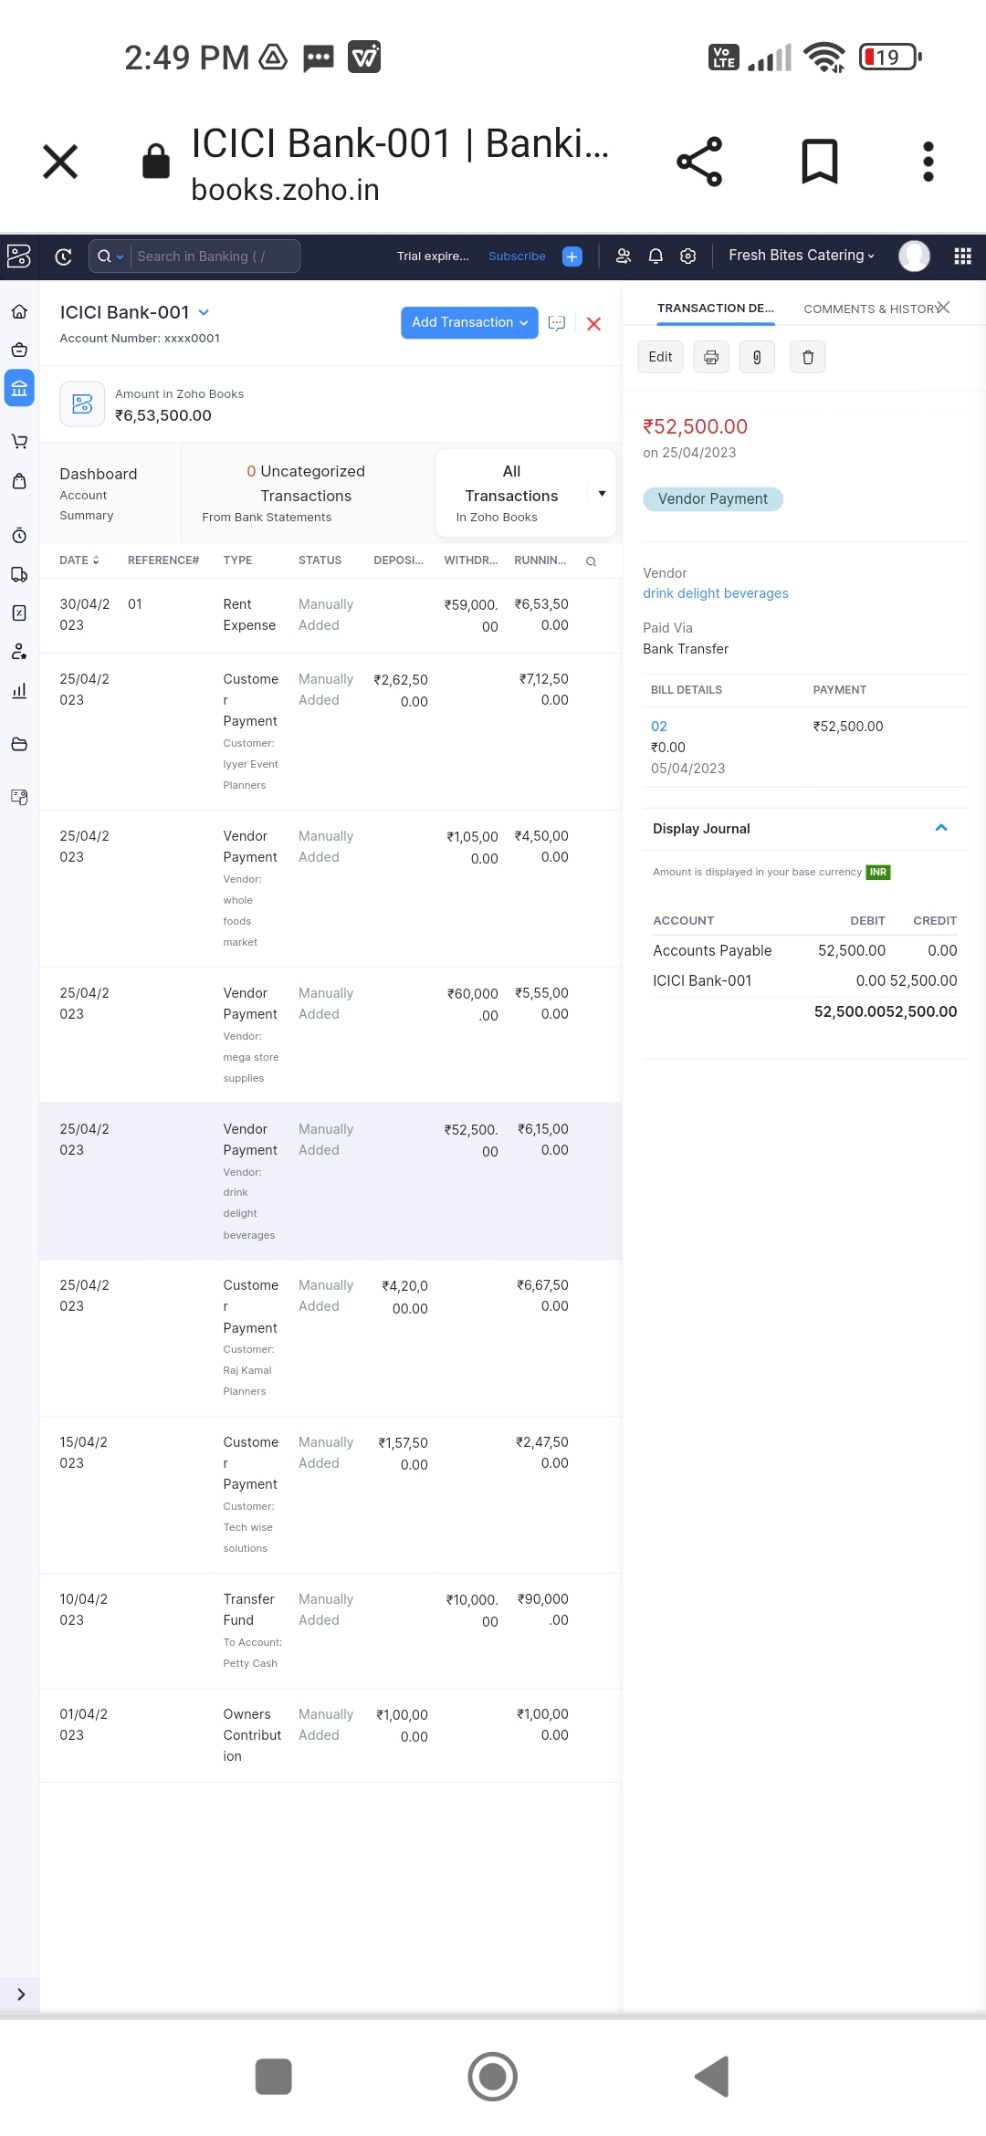 2:49 PM
Vo LTE
19
ICICI Bank-001 | Banki...
books.zoho.in
Search in Banking ( /
Trial expire...
Subscribe
Fresh Bites Catering
ICICI Bank-001
Account Number: xxxx0001
Add Transaction
Amount in Zoho Books
₹6,53,500.00
Dashboard
Account
Summary
0 Uncategorized
Transactions
From Bank Statements
All
Transactions
In Zoho Books
DATE REFERENCE# TYPE STATUS DEPOSI... WITHDR... RUNNIN...
30/04/2 01 Rent Manually ₹59,000. ₹6,53,50
023 Expense Added 00 0.00
25/04/2 Custome Manually ₹2,62,50 ₹7,12,50
023 r Added 0.00 0.00
Payment
Customer:
Iyyer Event
Planners
25/04/2 Vendor Manually ₹1,05,00 ₹4,50,00
023 Payment Added 0.00 0.00
Vendor:
whole
foods
market
25/04/2 Vendor Manually ₹60,000 ₹5,55,00
023 Payment Added .00 0.00
Vendor:
mega store
supplies
25/04/2 Vendor Manually ₹52,500. ₹6,15,00
023 Payment Added 00 0.00
Vendor:
drink
delight
beverages
25/04/2 Custome Manually ₹4,20,0 ₹6,67,50
023 r Added 00.00 0.00
Payment
Customer:
Raj Kamal
Planners
15/04/2 Custome Manually ₹1,57,50 ₹2,47,50
023 r Added 0.00 0.00
Payment
Customer:
Tech wise
solutions
10/04/2 Transfer Manually ₹10,000. ₹90,000
023 Fund Added 00 .00
To Account:
Petty Cash
01/04/2 Owners Manually ₹1,00,00 ₹1,00,00
023 Contribut Added 0.00 0.00
ion
TRANSACTION DE... COMMENTS & HISTORY
Edit
₹52,500.00
on 25/04/2023
Vendor Payment
Vendor
drink delight beverages
Paid Via
Bank Transfer
BILL DETAILS PAYMENT
02 ₹52,500.00
₹0.00
05/04/2023
Display Journal
Amount is displayed in your base currency INR
ACCOUNT DEBIT CREDIT
Accounts Payable 52,500.00 0.00
ICICI Bank-001 0.00 52,500.00
52,500.0052,500.00